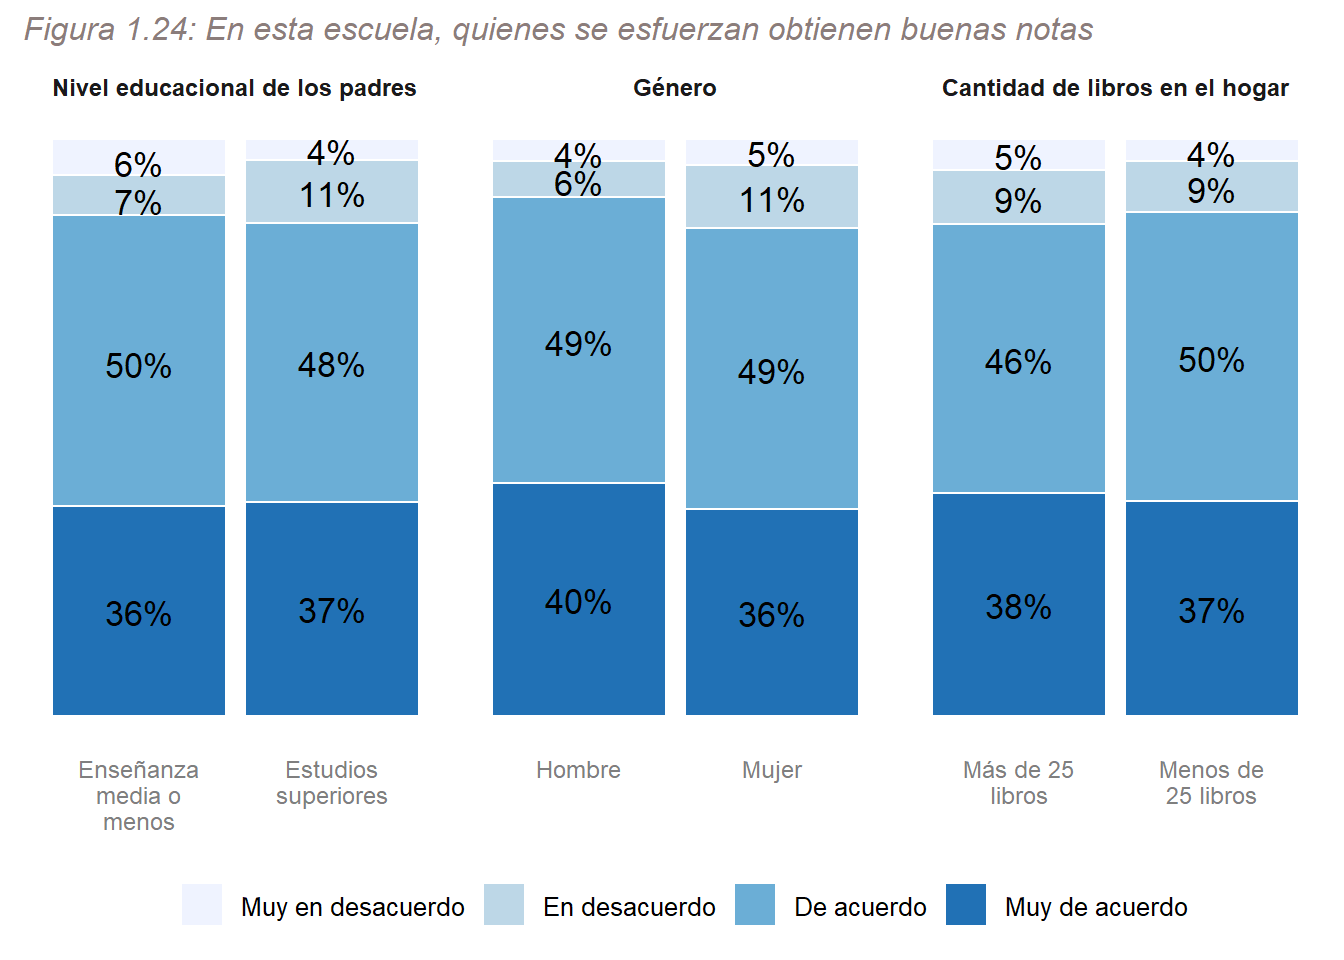 Figura 1.24: En esta escuela, quienes se esfuerzan obtienen buenas notas
Nivel educacional de los padres
6%
4%
7%
11%
50%
48%
36%
37%
Enseñanza
media o
menos
Estudios
superiores
Género
4%
5%
6%
11%
49%
49%
40%
36%
Hombre
Mujer
Cantidad de libros en el hogar
5%
4%
9%
9%
46%
50%
38%
37%
Más de 25
libros
Menos de
25 libros
Muy en desacuerdo
En desacuerdo
De acuerdo
Muy de acuerdo